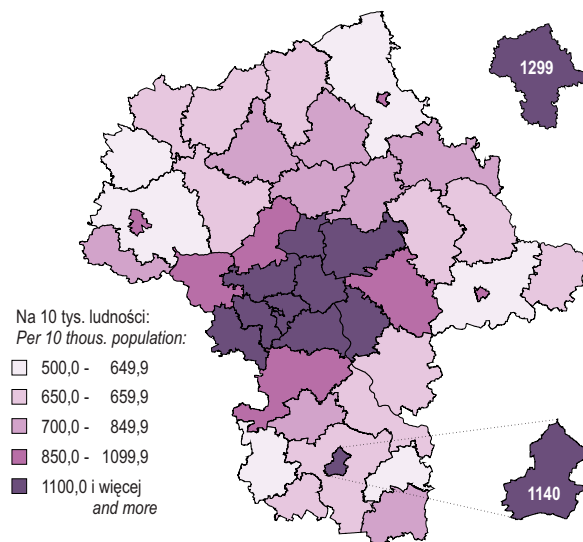 1299
Na 10 tys. ludności:
Per 10 thous. population:
500,0 - 649,9
650,0 - 659,9
700,0 - 849,9
850,0 - 1099,9
1100,0 i więcej
and more
1140